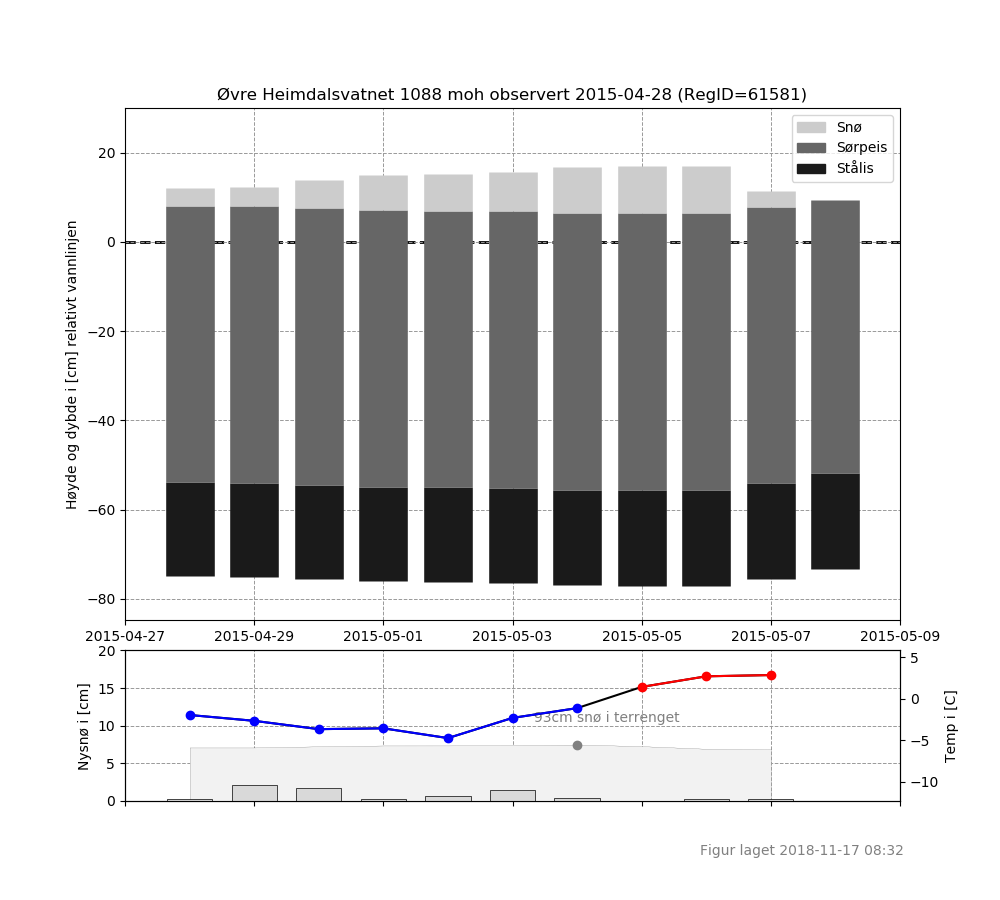 Øvre Heimdalsvatnet 1088 moh observert 2015-04-28 (RegID=61581)
Snø
Sørpeis
Stålis
20
0
−20
−40
−60
−80
Høyde og dybde i [cm] relativt vannlinjen
2015-04-27 2015-04-29 2015-05-01 2015-05-03 2015-05-05 2015-05-07 2015-05-09
20
15
10
5
0
Nysnø i [cm]
93cm snø i terrenget
5
0
−5
−10
Temp i [C]
Figur laget 2018-11-17 08:32